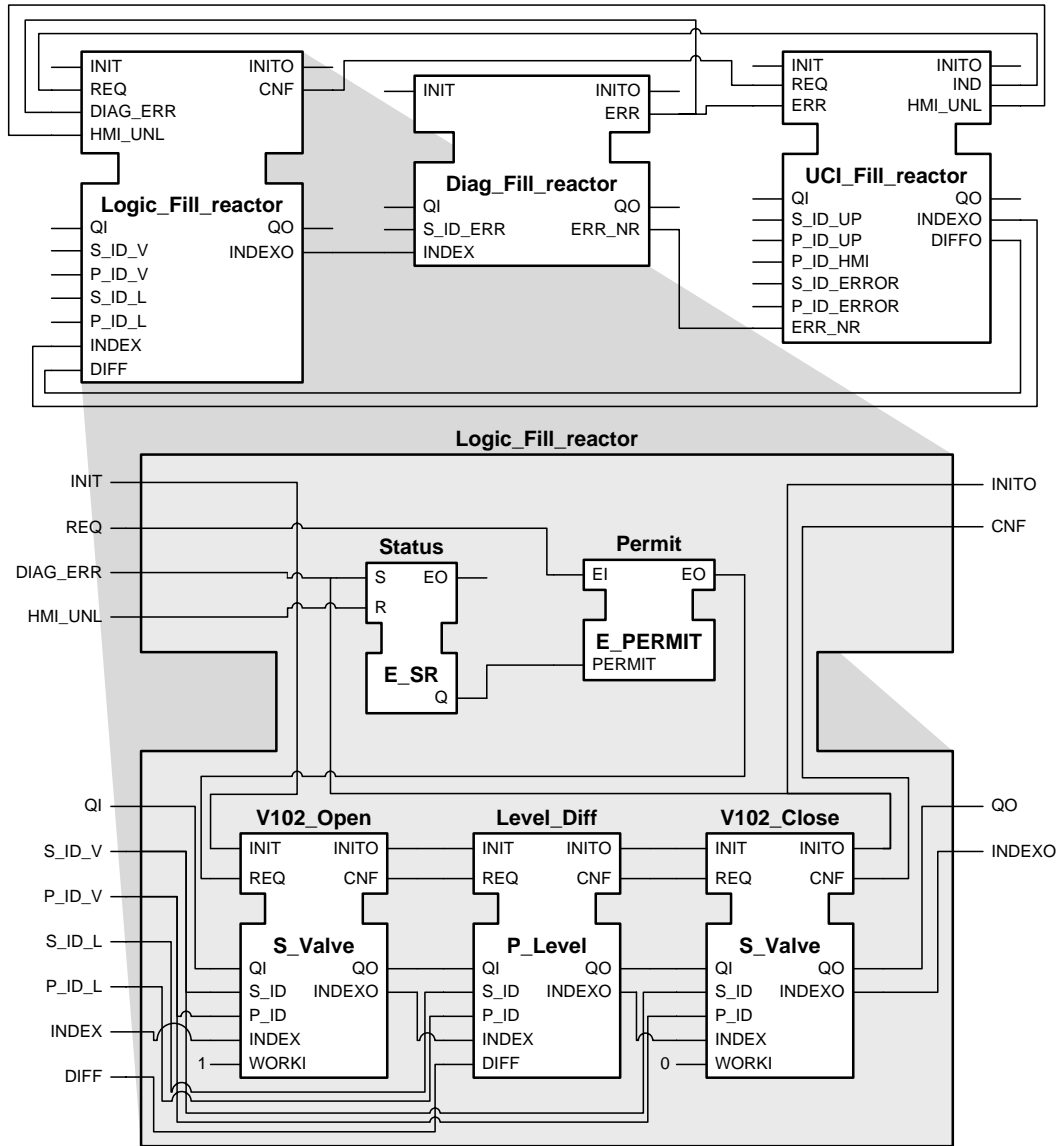 INIT INITO
REQ CNF
DIAG_ERR
HMI_UNL
Logic_Fill_reactor
QI QO
S_ID_V INDEXO
P_ID_V
S_ID_L
P_ID_L
INDEX
DIFF
INIT INITO
ERR
Diag_Fill_reactor
QI QO
S_ID_ERR ERR_NR
INDEX
INIT INITO
REQ IND
ERR HMI_UNL
UCI_Fill_reactor
QI QO
S_ID_UP INDEXO
P_ID_UP DIFFO
P_ID_HMI
S_ID_ERROR
P_ID_ERROR
ERR_NR
Logic_Fill_reactor
INIT
REQ
DIAG_ERR
HMI_UNL
INITO
CNF
Status
S EO
R
E_SR
Q
Permit
EI EO
E_PERMIT
PERMIT
QI
S_ID_V
P_ID_V
S_ID_L
P_ID_L
INDEX
DIFF
QO
INDEXO
V102_Open
INIT INITO
REQ CNF
S_Valve
QI QO
S_ID INDEXO
P_ID
INDEX
1 WORKI
Level_Diff
INIT INITO
REQ CNF
P_Level
QI QO
S_ID INDEXO
P_ID
INDEX
DIFF
V102_Close
INIT INITO
REQ CNF
S_Valve
QI QO
S_ID INDEXO
P_ID
INDEX
0 WORKI